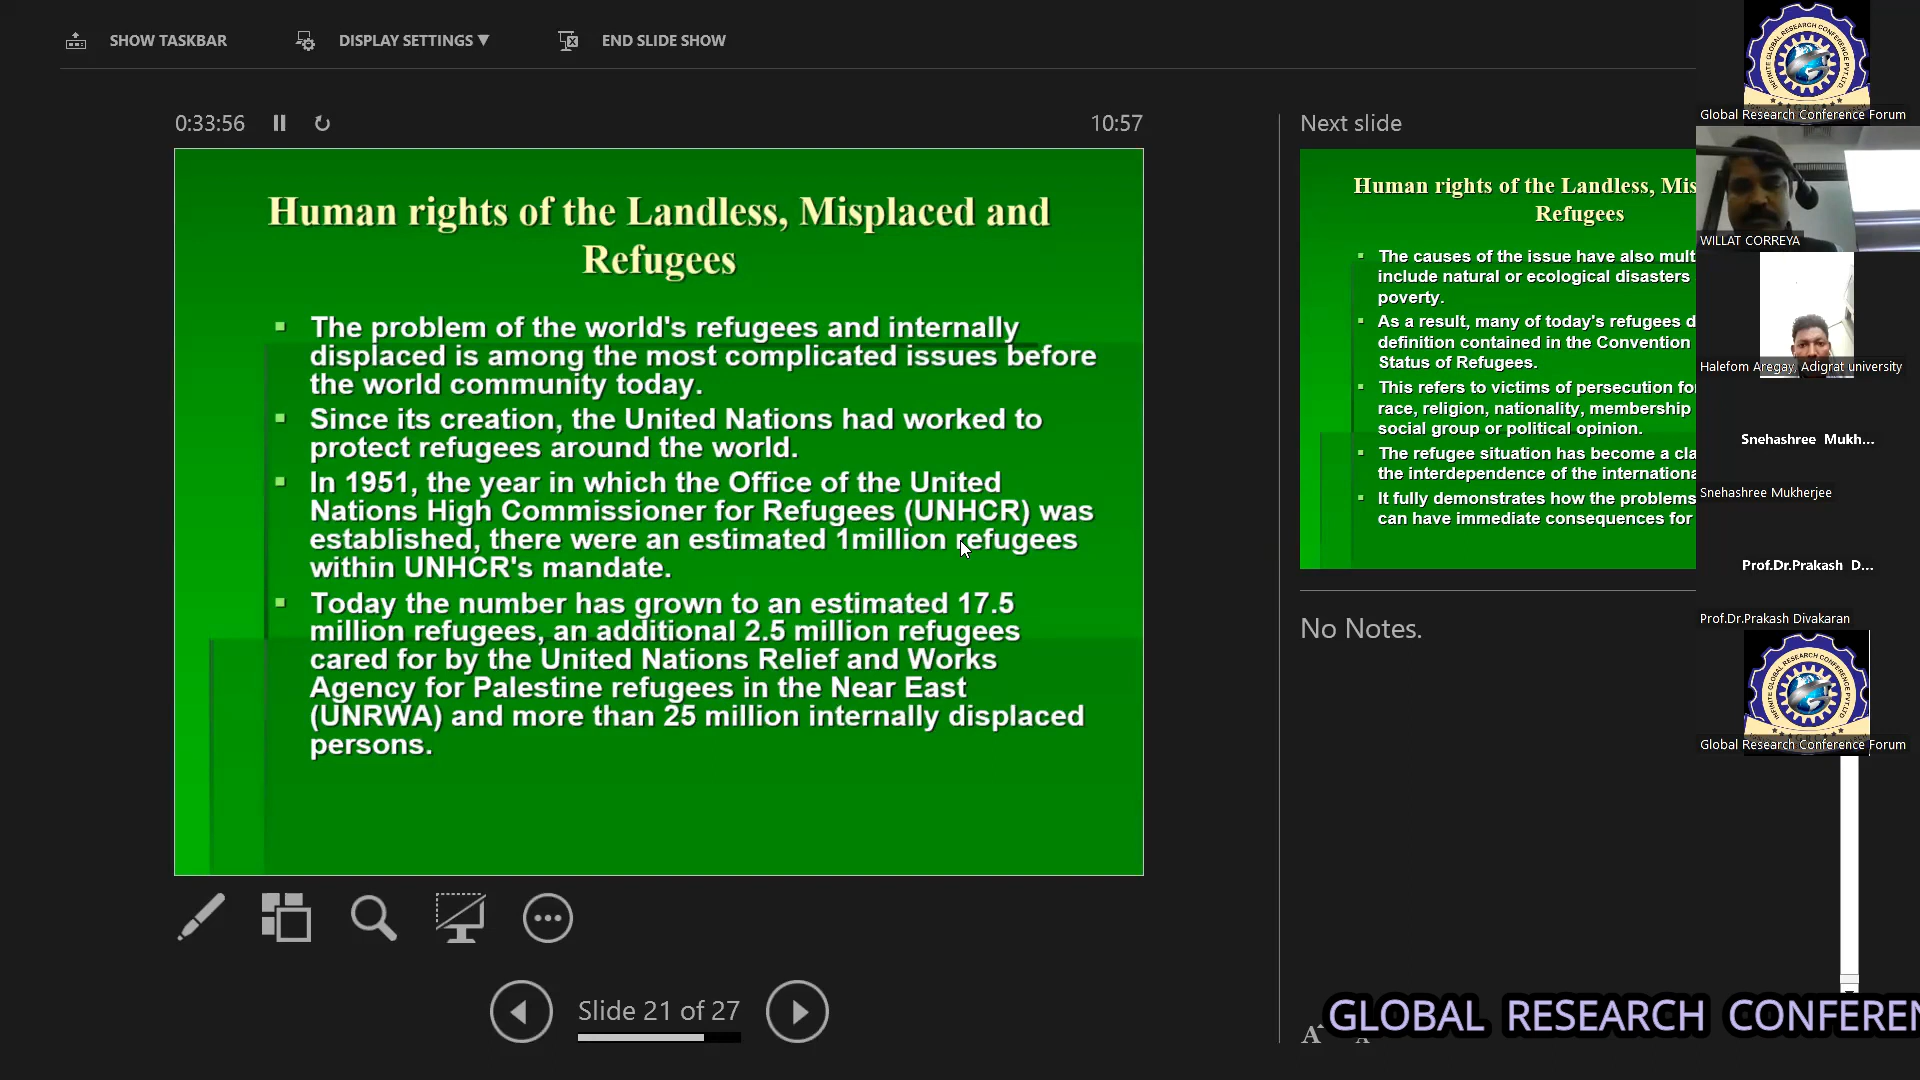 SHOW TASKBAR
DISPLAY SETTINGS ▼
END SLIDE SHOW
0:33:56
10:57
Human rights of the Landless, Misplaced and
Refugees
The problem of the world's refugees and internally
displaced is among the most complicated issues before
the world community today.
Since its creation, the United Nations had worked to
protect refugees around the world.
In 1951, the year in which the Office of the United
Nations High Commissioner for Refugees (UNHCR) was
established, there were an estimated 1million refugees
within UNHCR's mandate.
Today the number has grown to an estimated 17.5
million refugees, an additional 2.5 million refugees
cared for by the United Nations Relief and Works
Agency for Palestine refugees in the Near East
(UNRWA) and more than 25 million internally displaced
persons.
Slide 21 of 27
Next slide
Human rights of the Landless, Mis
Refugees
The causes of the issue have also mult
include natural or ecological disasters
poverty.
As a result, many of today's refugees d
definition contained in the Convention
Status of Refugees.
This refers to victims of persecution fo
race, religion, nationality, membership
social group or political opinion.
The refugee situation has become a cla
the interdependence of the internationa
It fully demonstrates how the problems
can have immediate consequences for
No Notes.
INFINITE GLOBAL RESEARCH CONFERENCE PVT.LTD
Global Research Conference Forum
WILLAT CORREYA
Halefom Aregay, Adigrat university
Snehashree Mukh...
Snehashree Mukherjee
Prof.Dr.Prakash D...
Prof.Dr.Prakash Divakaran
INFINITE GLOBAL RESEARCH CONFERENCE PVT.LTD
Global Research Conference Forum
A A
GLOBAL RESEARCH CONFEREN